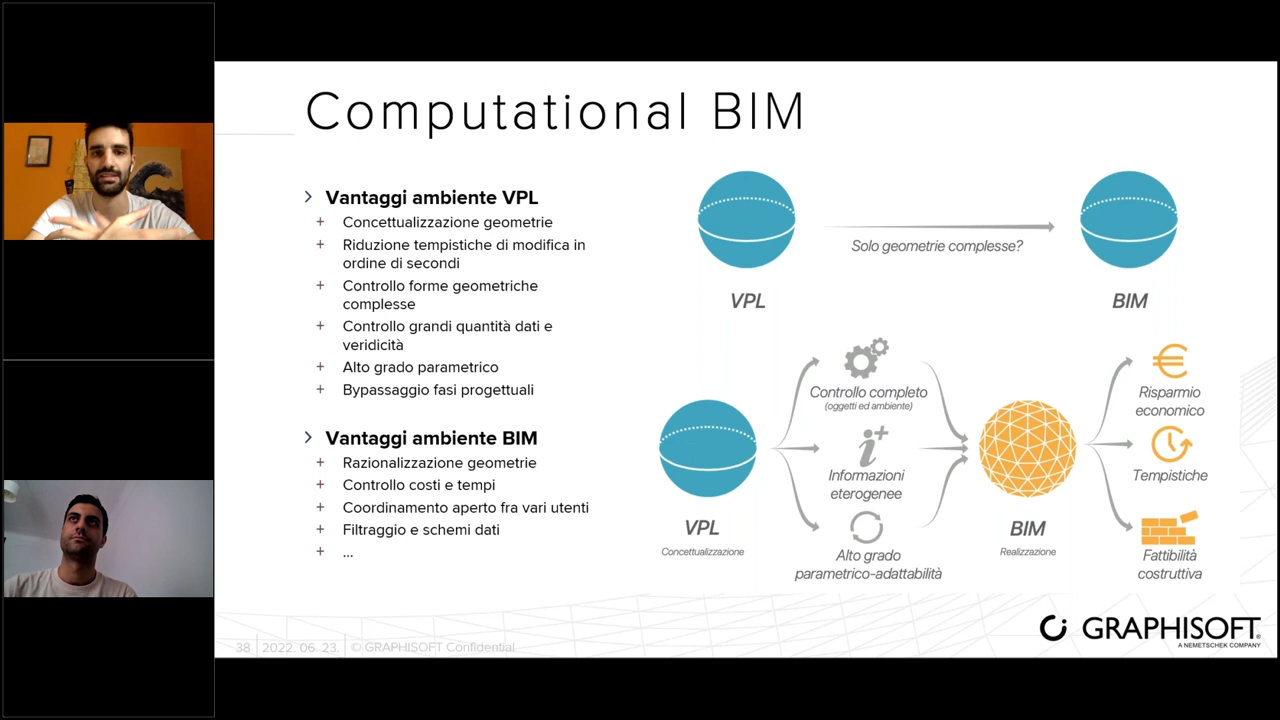 Computational BIM
Vantaggi ambiente VPL
+ Concettualizzazione geometrie
+ Riduzione tempistiche di modifica in
ordine di secondi
+ Controllo forme geometriche
complesse
+ Controllo grandi quantità dati e
veridicità
+ Alto grado parametrico
+ Bypassaggio fasi progettuali
Vantaggi ambiente BIM
+ Razionalizzazione geometrie
+ Controllo costi e tempi
+ Coordinamento aperto fra vari utenti
+ Filtraggio e schemi dati
+ ...
Solo geometrie complesse?
VPL
BIM
Controllo completo
(oggetti ed ambiente)
Informazioni
eterogenee
Alto grado
parametrico-adattabilità
VPL
Concettualizzazione
BIM
Realizzazione
Risparmio
economico
Tempistiche
Fattibilità
costruttiva
38 | 2022. 06. 23. | © GRAPHISOFT Confidential
GRAPHISOFT®
A NEMETSCHEK COMPANY